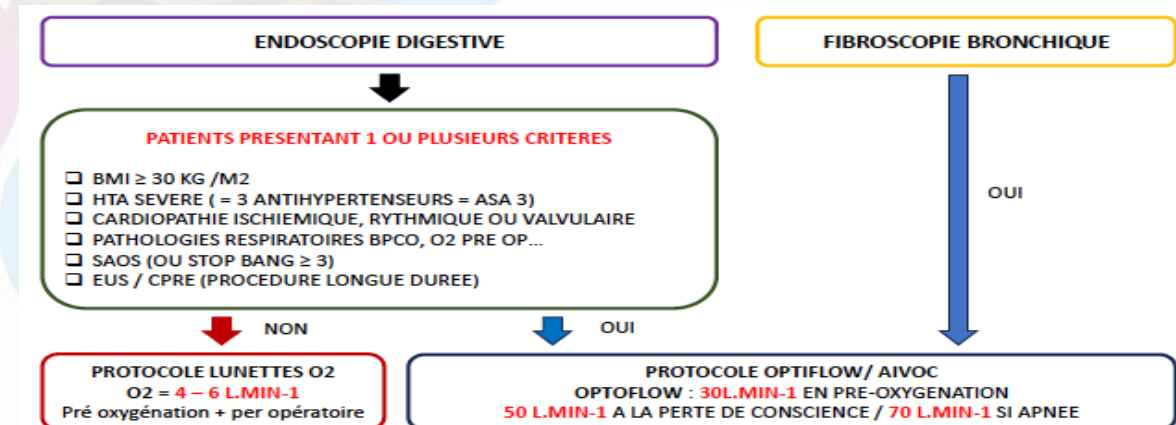 ENDOSCOPIE DIGESTIVE
FIBROSCOPIE BRONCHIQUE
PATIENTS PRESENTANT 1 OU PLUSIEURS CRITERES
❑ BMI ≥ 30 KG /M2
❑ HTA SEVERE ( = 3 ANTIHYPERTENSEURS = ASA 3)
❑ CARDIOPATHIE ISCHEMIQUE, RYTHMIQUE OU VALVULAIRE
❑ PATHOLOGIES RESPIRATOIRES BPCO, O2 PRE OP...
❑ SAOS (OU STOP BANG ≥ 3)
❑ EUS / CPRE (PROCEDURE LONGUE DUREE)
OUI
NON
OUI
PROTOCOLE LUNETTES O2
O2 = 4 – 6 L.MIN-1
Pré oxygénation + per opératoire
PROTOCOLE OPTIFLOW/ AIVOC
OPTOFLOW : 30L.MIN-1 EN PRE-OXYGENATION
50 L.MIN-1 A LA PERTE DE CONSCIENCE / 70 L.MIN-1 SI APNEE